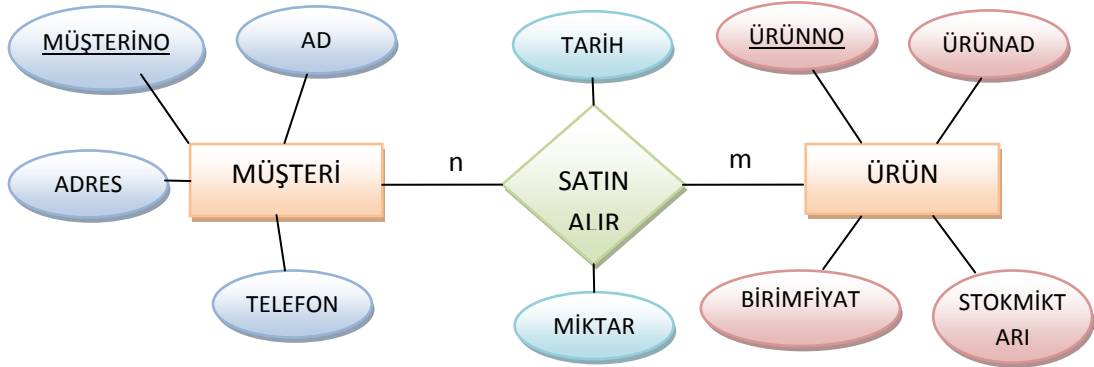 MÜŞTERİNO
AD
TARİH
ÜRÜNNO
ÜRÜNAD
ADRES
MÜŞTERİ
n
SATIN
ALIR
m
ÜRÜN
TELEFON
MİKTAR
BİRİMFİYAT
STOKMİKT
ARI